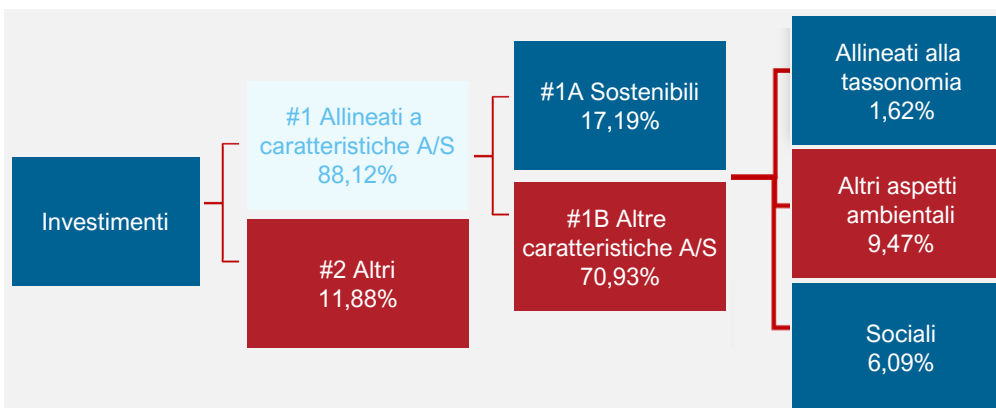 Investimenti
#1 Allineati a
caratteristiche A/S
88,12%
#2 Altri
11,88%
#1A Sostenibili
17,19%
#1B Altre
caratteristiche A/S
70,93%
Allineati alla
tassonomia
1,62%
Altri aspetti
ambientali
9,47%
Sociali
6,09%